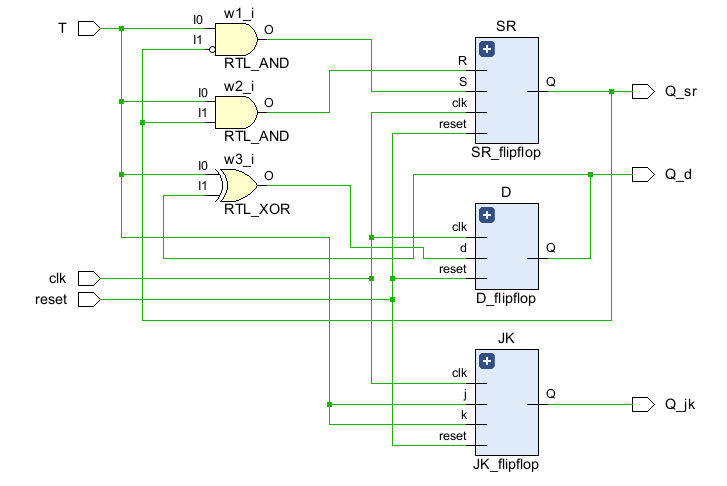 w1_i
SR
T
I0
O
I1
RTL_AND
R
S
Q
Q_sr
w2_i
I0
O
I1
clk
RTL_AND
reset
SR_flipflop
w3_i
I0
O
Q_d
I1
D
RTL_XOR
clk
d
Q
clk
reset
reset
D_flipflop
JK
clk
j
Q
Q_jk
k
reset
JK_flipflop